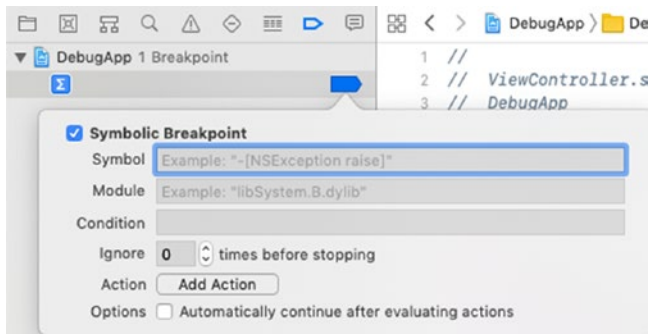 DebugApp De
DebugApp 1 Breakpoint
1 //
2 // ViewController.s
3 // DebugApp
Σ
Symbolic Breakpoint
Symbol Example: "-[NSException raise]"
Module Example: "libSystem.B.dylib"
Condition
Ignore 0 times before stopping
Action Add Action
Options Automatically continue after evaluating actions